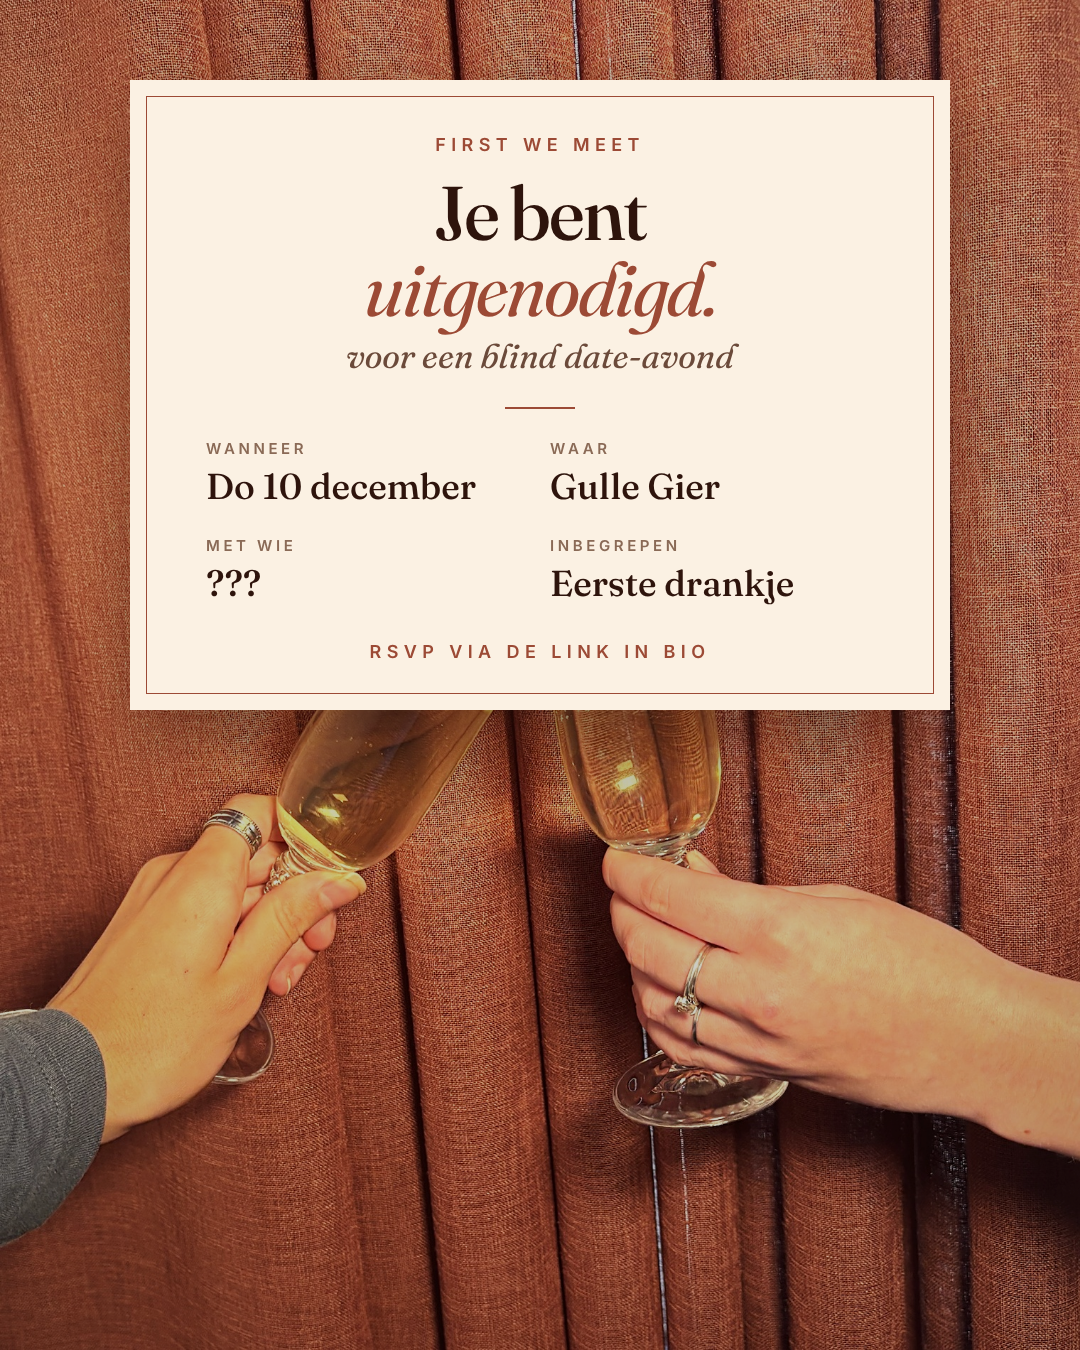 FIRST WE MEET
Je bent
uitgenodigd.
voor een blind date-avond
WANNEER
Do 10 december
WAAR
Gulle Gier
MET WIE
???
INBEGREPEN
Eerste drankje
RSVP VIA DE LINK IN BIO